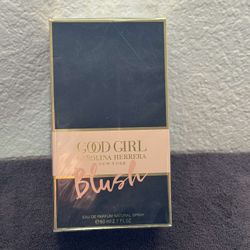 GOOD GIRL
CAROLINA HERRERA
NEW YORK
Blush
EAU DE PARFUM NATURAL SPRAY
℮ 80 ml 2.7 FL.OZ.